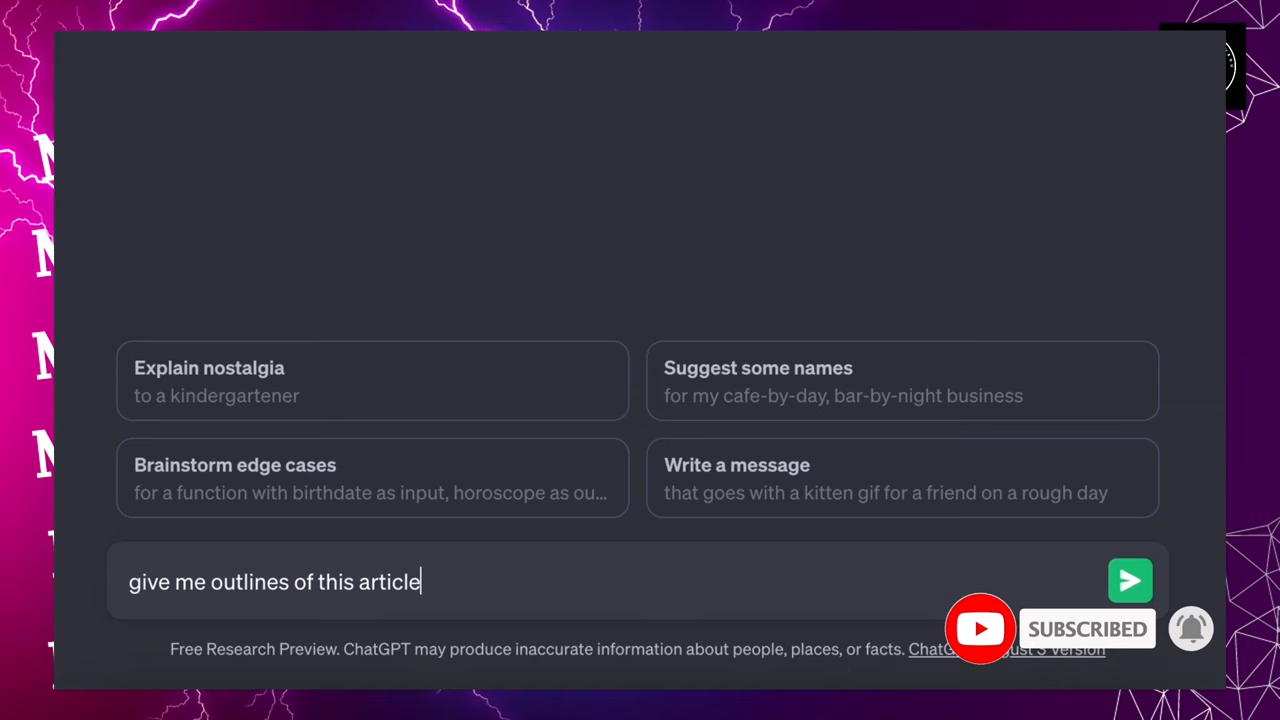 Explain nostalgia
to a kindergartener
Suggest some names
for my cafe-by-day, bar-by-night business
Brainstorm edge cases
for a function with birthdate as input, horoscope as ou...
Write a message
that goes with a kitten gif for a friend on a rough day
give me outlines of this article
SUBSCRIBED
Free Research Preview. ChatGPT may produce inaccurate information about people, places, or facts. Version